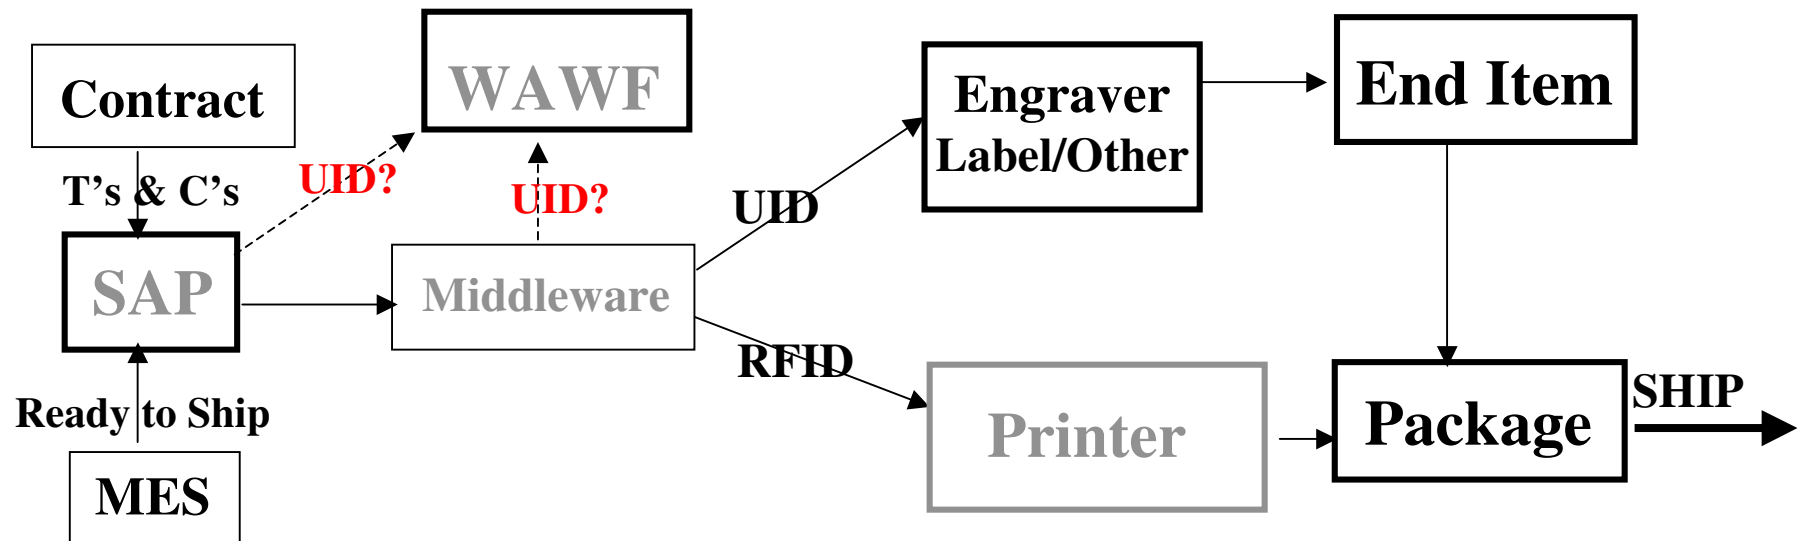 Contract
WAWF
Engraver
Label/Other
End Item
T's & C's
UID?
UID?
UID
SAP
Middleware
RFID
Ready to Ship
Printer
Package
SHIP
MES